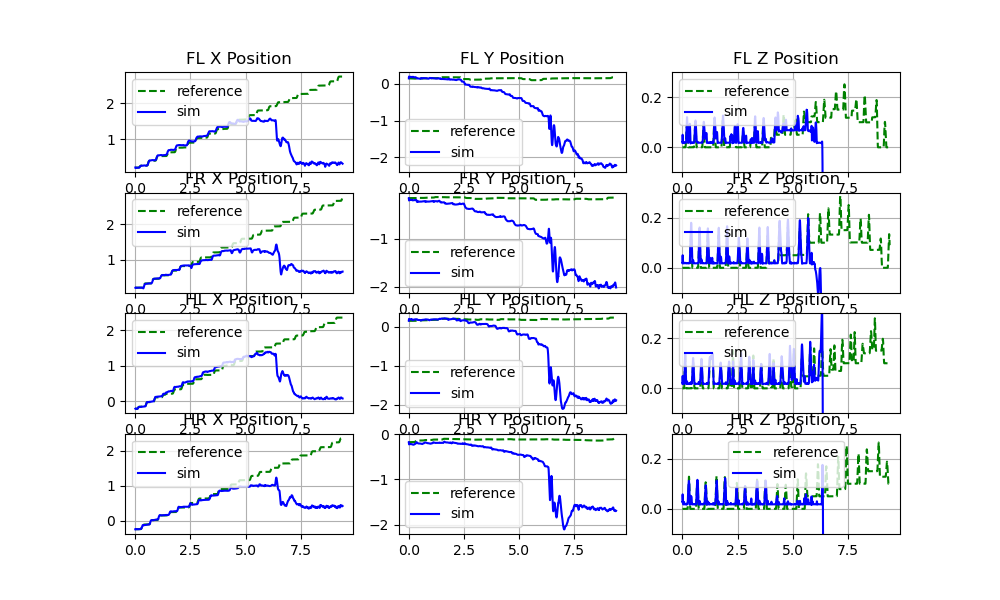 FL X Position
FL Y Position
FL Z Position
2
1
0.0
2.5
5.0
7.5
reference
sim
0
−1
−2
0.0
2.5
5.0
7.5
reference
sim
0.2
0.0
0.0
2.5
5.0
7.5
reference
sim
FR X Position
FR Y Position
FR Z Position
2
1
0.0
2.5
5.0
7.5
reference
sim
−1
−2
0.0
2.5
5.0
7.5
reference
sim
0.2
0.0
0.0
2.5
5.0
7.5
reference
sim
HL X Position
HL Y Position
HL Z Position
2
1
0
0.0
2.5
5.0
7.5
reference
sim
0
−1
−2
0.0
2.5
5.0
7.5
reference
sim
0.2
0.0
0.0
2.5
5.0
7.5
reference
sim
HR X Position
HR Y Position
HR Z Position
2
1
0
0.0
2.5
5.0
7.5
reference
sim
0
−1
−2
0.0
2.5
5.0
7.5
reference
sim
0.2
0.0
0.0
2.5
5.0
7.5
reference
sim